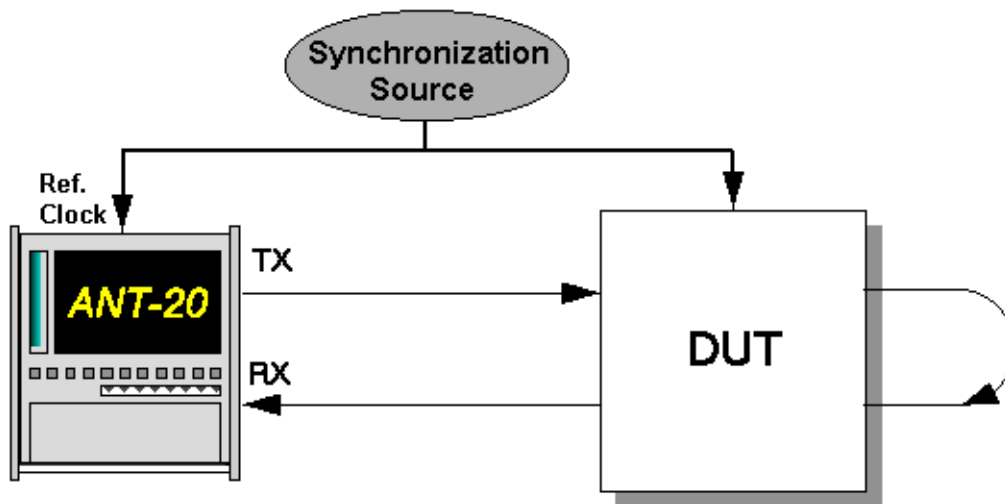 Synchronization
Source
Ref.
Clock
TX
ANT-20
DUT
RX